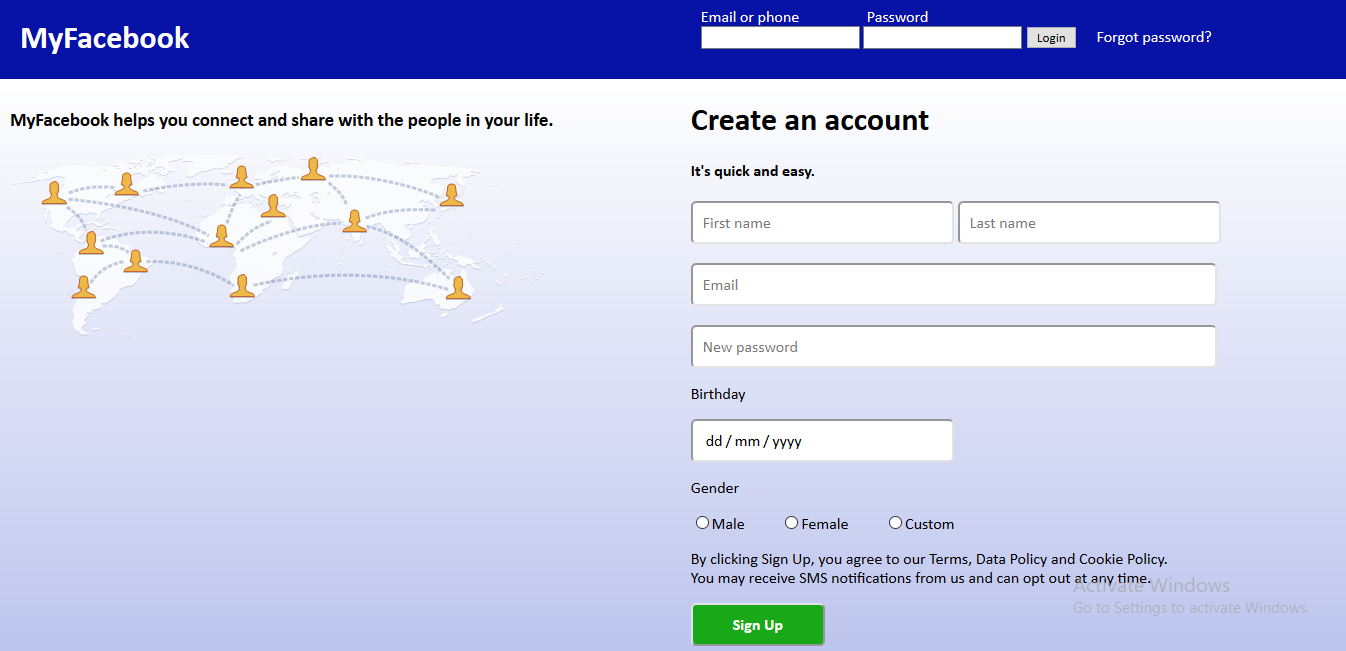 MyFacebook
Email or phone Password
Login Forgot password?
MyFacebook helps you connect and share with the people in your life.
Create an account
It's quick and easy.
First name Last name
Email
New password
Birthday
dd / mm / yyyy
Gender
Male Female Custom
By clicking Sign Up, you agree to our Terms, Data Policy and Cookie Policy.
You may receive SMS notifications from us and can opt out at any time.
Activate Windows
Go to Settings to activate Windows.
Sign Up